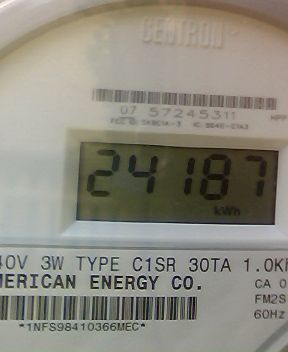 CENTRON
07 57245311
24187
kWh
40V 3W TYPE C1SR 30TA 1.0Kh
MERICAN ENERGY CO.
CA 0
FM2S
60Hz
*1NFS98410366MEC*